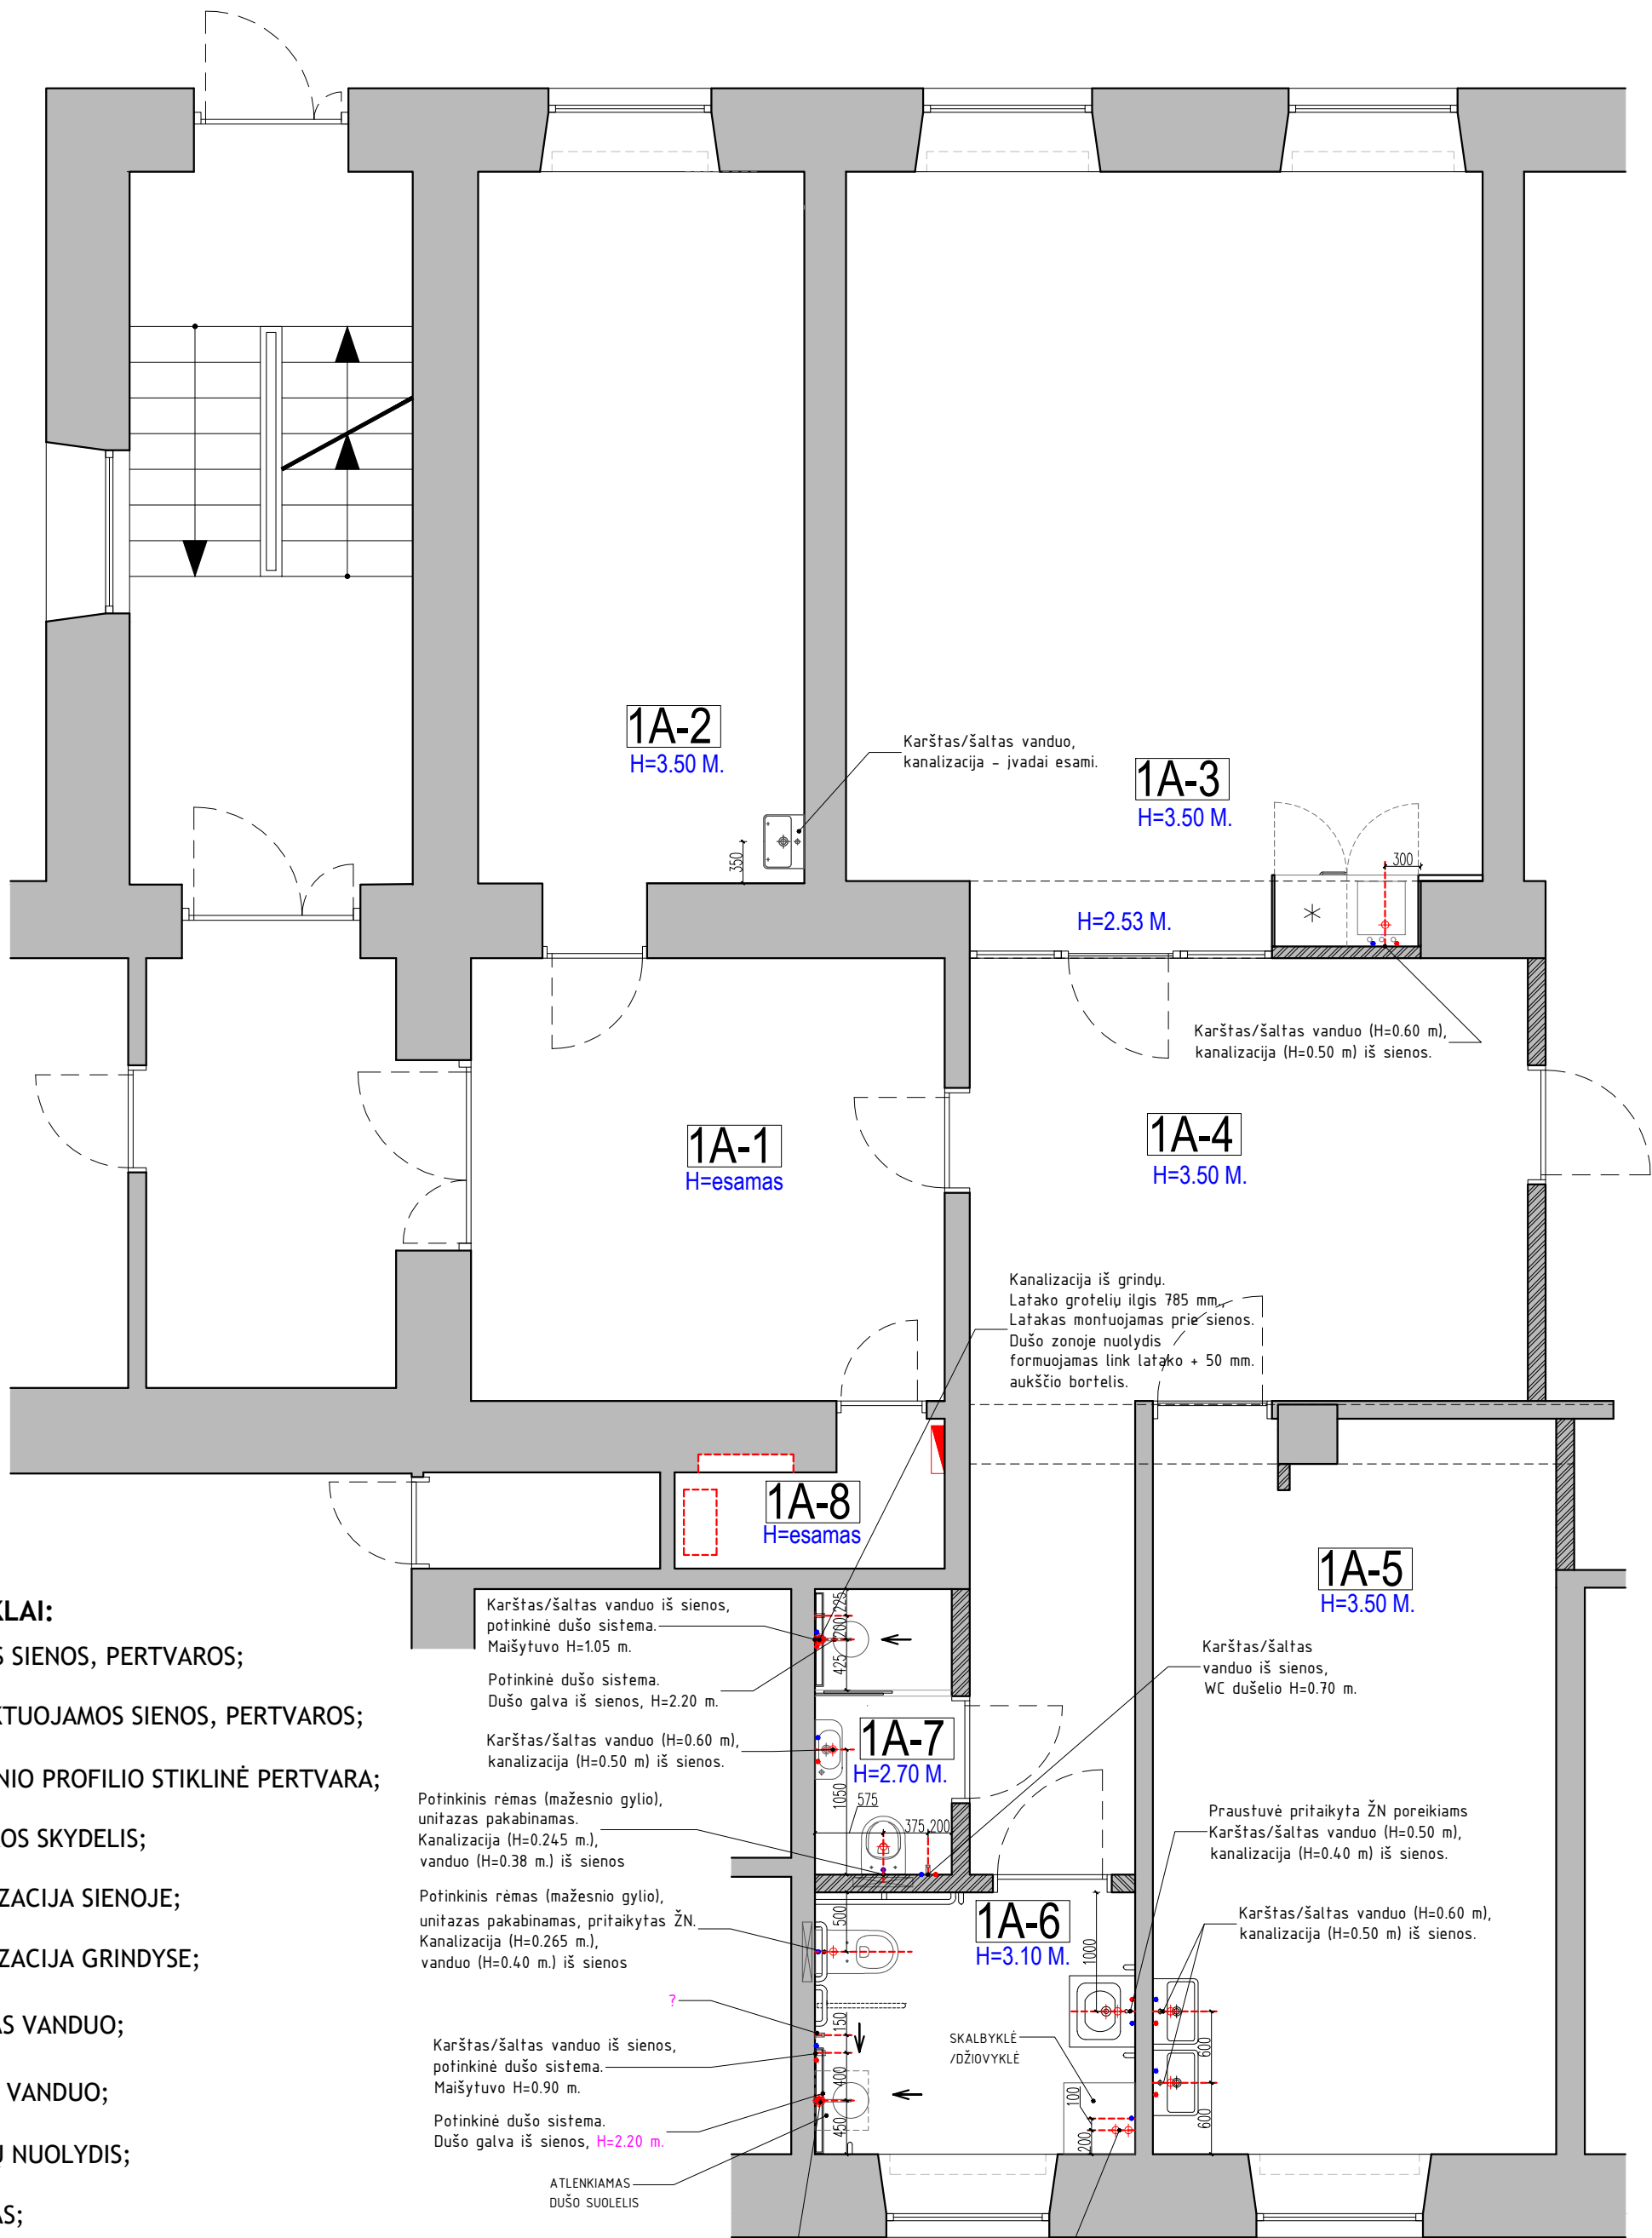 1A-2
H=3.50 M.
Karštas/šaltas vanduo,
kanalizacija - įvadai esami.
350
1A-3
H=3.50 M.
300
H=2.53 M.
Karštas/šaltas vanduo (H=0.60 m),
kanalizacija (H=0.50 m) iš sienos.
1A-1
H=esamas
1A-4
H=3.50 M.
Kanalizacija iš grindų.
Latako grotelių ilgis 785 mm.,
Latakas montuojamas prie sienos.
Dušo zonoje nuolydis
formuojamas link latako + 50 mm.
aukščio bortelis.
1A-8
H=esamas
1A-5
H=3.50 M.
KLAI:
S SIENOS, PERTVAROS;
KTUOJAMOS SIENOS, PERTVAROS;
NIO PROFILIO STIKLINĖ PERTVARA;
OS SKYDELIS;
ZACIJA SIENOJE;
ZACIJA GRINDYSE;
AS VANDUO;
VANDUO;
Ų NUOLYDIS;
AS;
Karštas/šaltas vanduo iš sienos,
potinkinė dušo sistema.
Maišytuvo H=1.05 m.
Potinkinė dušo sistema.
Dušo galva iš sienos, H=2.20 m.
Karštas/šaltas vanduo (H=0.60 m),
kanalizacija (H=0.50 m) iš sienos.
Potinkinis rėmas (mažesnio gylio),
unitazas pakabinamas.
Kanalizacija (H=0.245 m.),
vanduo (H=0.38 m.) iš sienos
Potinkinis rėmas (mažesnio gylio),
unitazas pakabinamas, pritaikytas ŽN.
Kanalizacija (H=0.265 m.),
vanduo (H=0.40 m.) iš sienos
?
Karštas/šaltas vanduo iš sienos,
potinkinė dušo sistema.
Maišytuvo H=0.90 m.
Potinkinė dušo sistema.
Dušo galva iš sienos, H=2.20 m.
ATLENKIAMAS
DUŠO SUOLELIS
225
200
425
1A-7
H=2.70 M.
1050
575
375 200
Karštas/šaltas
vanduo iš sienos,
WC dušelio H=0.70 m.
Praustuvė pritaikyta ŽN poreikiams
Karštas/šaltas vanduo (H=0.50 m),
kanalizacija (H=0.40 m) iš sienos.
Karštas/šaltas vanduo (H=0.60 m),
kanalizacija (H=0.50 m) iš sienos.
1A-6
H=3.10 M.
500
1000
150
400
450
SKALBYKLĖ
/DŽIOVYKLĖ
100
200
600
600